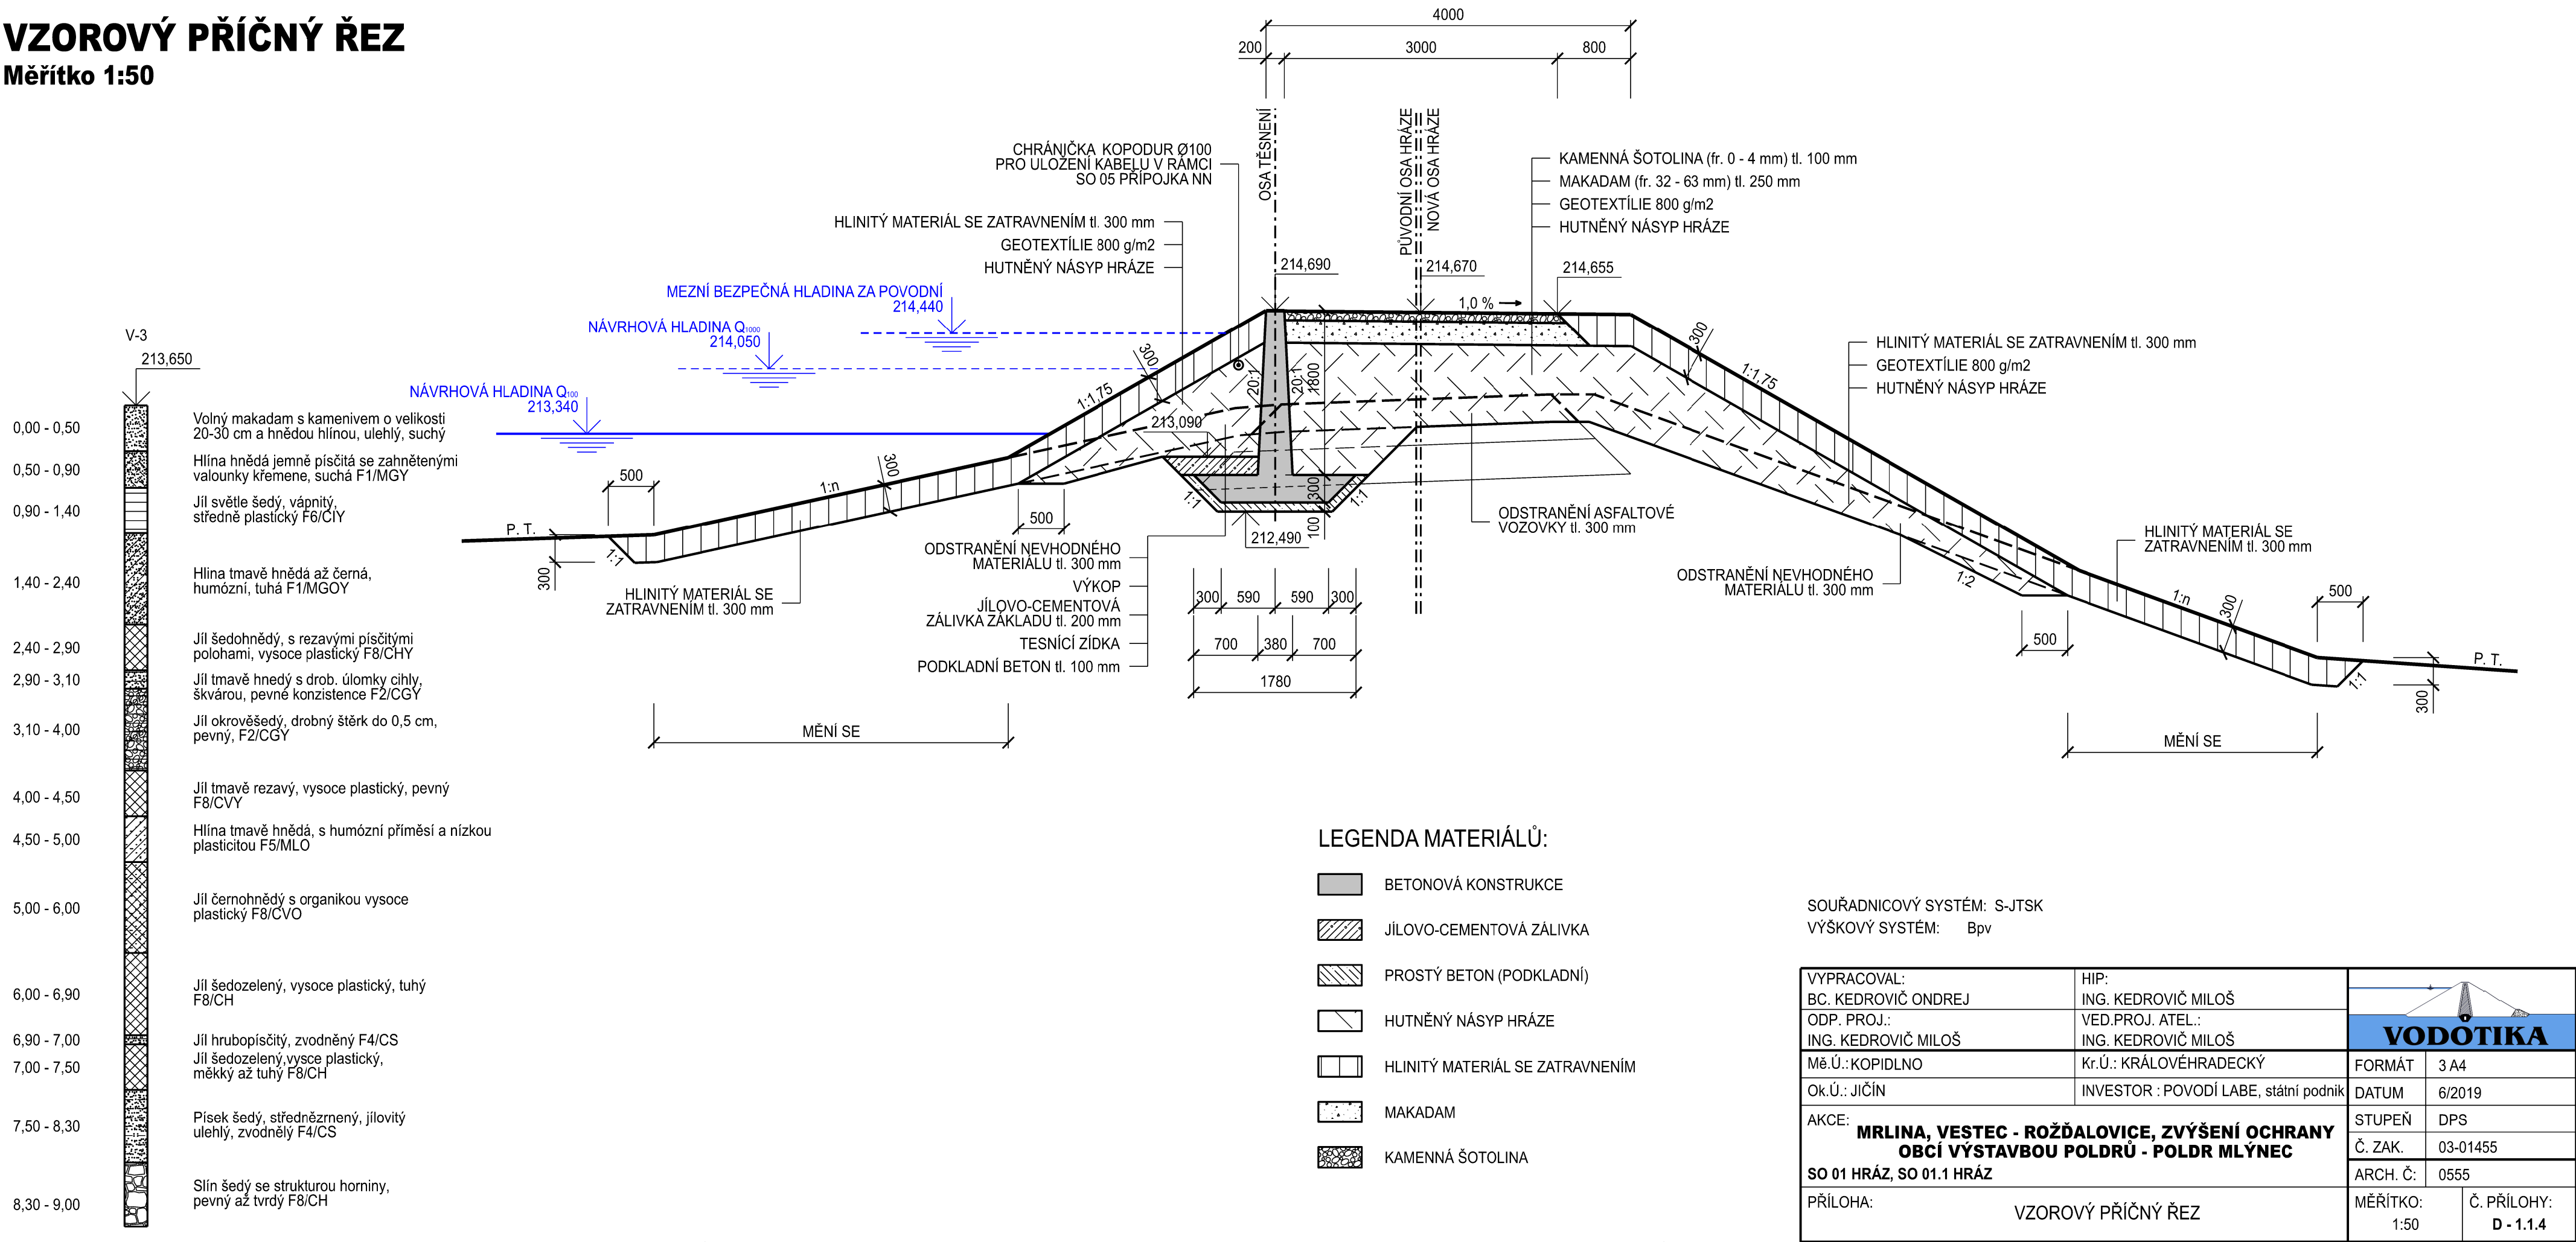 VZOROVÝ PŘÍČNÝ ŘEZ
Měřítko 1:50
4000
200
3000
800
OSA TĚSNENÍ
PŮVODNÍ OSA HRÁZE
NOVÁ OSA HRÁZE
CHRÁNIČKA KOPODUR Ø100
PRO ULOŽENÍ KABELU V RÁMCI
SO 05 PŘÍPOJKA NN
HLINITÝ MATERIÁL SE ZATRAVNENÍM tl. 300 mm
GEOTEXTÍLIE 800 g/m2
HUTNĚNÝ NÁSYP HRÁZE
KAMENNÁ ŠOTOLINA (fr. 0 - 4 mm) tl. 100 mm
MAKADAM (fr. 32 - 63 mm) tl. 250 mm
GEOTEXTÍLIE 800 g/m2
HUTNĚNÝ NÁSYP HRÁZE
214,690
214,670
214,655
1,0 %
MEZNÍ BEZPEČNÁ HLADINA ZA POVODNÍ
214,440
NÁVRHOVÁ HLADINA Q1000
214,050
NÁVRHOVÁ HLADINA Q100
213,340
300
1:1,75
20:1
20:1
1800
213,090
300
1:1,75
HLINITÝ MATERIÁL SE ZATRAVNENÍM tl. 300 mm
GEOTEXTÍLIE 800 g/m2
HUTNĚNÝ NÁSYP HRÁZE
P. T.
500
300
1:1
1:n
300
500
1:1
300
1:1
100
212,490
HLINITÝ MATERIÁL SE
ZATRAVNENÍM tl. 300 mm
ODSTRANĚNÍ NEVHODNÉHO
MATERIÁLU tl. 300 mm
VÝKOP
JÍLOVO-CEMENTOVÁ
ZÁLIVKA ZÁKLADU tl. 200 mm
TESNÍCÍ ZÍDKA
PODKLADNÍ BETON tl. 100 mm
300
590
590
300
700
380
700
1780
ODSTRANĚNÍ ASFALTOVÉ
VOZOVKY tl. 300 mm
ODSTRANĚNÍ NEVHODNÉHO
MATERIÁLU tl. 300 mm
1:2
500
HLINITÝ MATERIÁL SE
ZATRAVNENÍM tl. 300 mm
1:n
300
500
1:1
P. T.
300
MĚNÍ SE
MĚNÍ SE
V-3
213,650
0,00 - 0,50
Volný makadam s kamenivem o velikosti
20-30 cm a hnědou hlínou, ulehlý, suchý
0,50 - 0,90
Hlína hnědá jemně písčitá se zahnětenými
valounky křemene, suchá F1/MGY
0,90 - 1,40
Jíl světle šedý, vápnitý,
středně plastický F6/CIY
1,40 - 2,40
Hlina tmavě hnědá až černá,
humózní, tuhá F1/MGOY
2,40 - 2,90
Jíl šedohnědý, s rezavými písčitými
polohami, vysoce plastický F8/CHY
2,90 - 3,10
Jíl tmavě hnedý s drob. úlomky cihly,
škvárou, pevné konzistence F2/CGY
3,10 - 4,00
Jíl okrověšedý, drobný štěrk do 0,5 cm,
pevný, F2/CGY
4,00 - 4,50
Jíl tmavě rezavý, vysoce plastický, pevný
F8/CVY
4,50 - 5,00
Hlína tmavě hnědá, s humózní příměsí a nízkou
plasticitou F5/MLO
5,00 - 6,00
Jíl černohnědý s organikou vysoce
plastický F8/CVO
6,00 - 6,90
Jíl šedozelený, vysoce plastický, tuhý
F8/CH
6,90 - 7,00
Jíl hrubopísčitý, zvodněný F4/CS
7,00 - 7,50
Jíl šedozelený,vysce plastický,
měkký až tuhý F8/CH
7,50 - 8,30
Písek šedý, střednězrnený, jílovitý
ulehlý, zvodnělý F4/CS
8,30 - 9,00
Slín šedý se strukturou horniny,
pevný až tvrdý F8/CH
LEGENDA MATERIÁLŮ:
BETONOVÁ KONSTRUKCE
JÍLOVO-CEMENTOVÁ ZÁLIVKA
PROSTÝ BETON (PODKLADNÍ)
HUTNĚNÝ NÁSYP HRÁZE
HLINITÝ MATERIÁL SE ZATRAVNENÍM
MAKADAM
KAMENNÁ ŠOTOLINA
SOUŘADNICOVÝ SYSTÉM: S-JTSK
VÝŠKOVÝ SYSTÉM: Bpv
VYPRACOVAL:
BC. KEDROVIČ ONDREJ
HIP:
ING. KEDROVIČ MILOŠ
ODP. PROJ.:
ING. KEDROVIČ MILOŠ
VED.PROJ. ATEL.:
ING. KEDROVIČ MILOŠ
VODOTIKA
Mě.Ú.: KOPIDLNO
Kr.Ú.: KRÁLOVÉHRADECKÝ
FORMÁT 3 A4
Ok.Ú.: JIČÍN
INVESTOR : POVODÍ LABE, státní podnik
DATUM 6/2019
AKCE:
MRLINA, VESTEC - ROŽĎALOVICE, ZVÝŠENÍ OCHRANY
OBCÍ VÝSTAVBOU POLDRŮ - POLDR MLÝNEC
SO 01 HRÁZ, SO 01.1 HRÁZ
STUPEŇ DPS
Č. ZAK. 03-01455
ARCH. Č: 0555
PŘÍLOHA:
VZOROVÝ PŘÍČNÝ ŘEZ
MĚŘÍTKO:
1:50
Č. PŘÍLOHY:
D - 1.1.4